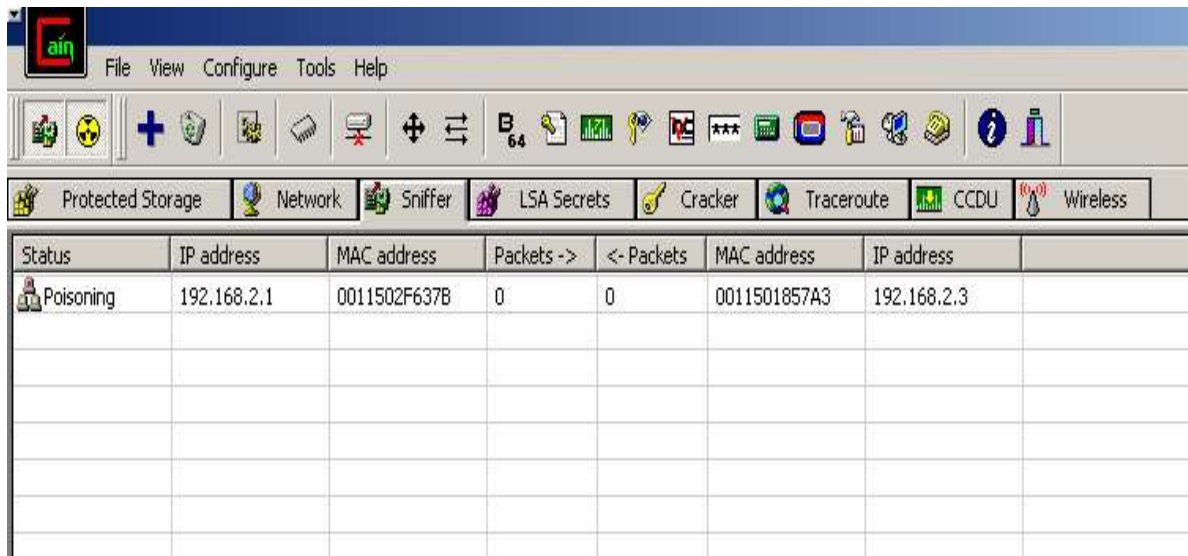 Cain
File View Configure Tools Help
B64
***
Protected Storage Network Sniffer LSA Secrets Cracker Traceroute CCDU Wireless
Status IP address MAC address Packets -> <- Packets MAC address IP address
Poisoning 192.168.2.1 0011502F637B 0 0 0011501857A3 192.168.2.3